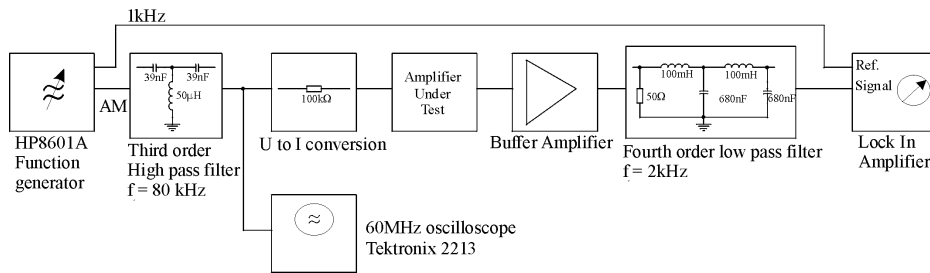 1kHz
AM
HP8601A
Function
generator
39nF
39nF
50µH
Third order
High pass filter
f = 80 kHz
100kΩ
U to I conversion
Amplifier
Under
Test
Buffer Amplifier
100mH
100mH
50Ω
680nF
680nF
Fourth order low pass filter
f = 2kHz
Ref.
Signal
Lock In
Amplifier
60MHz oscilloscope
Tektronix 2213